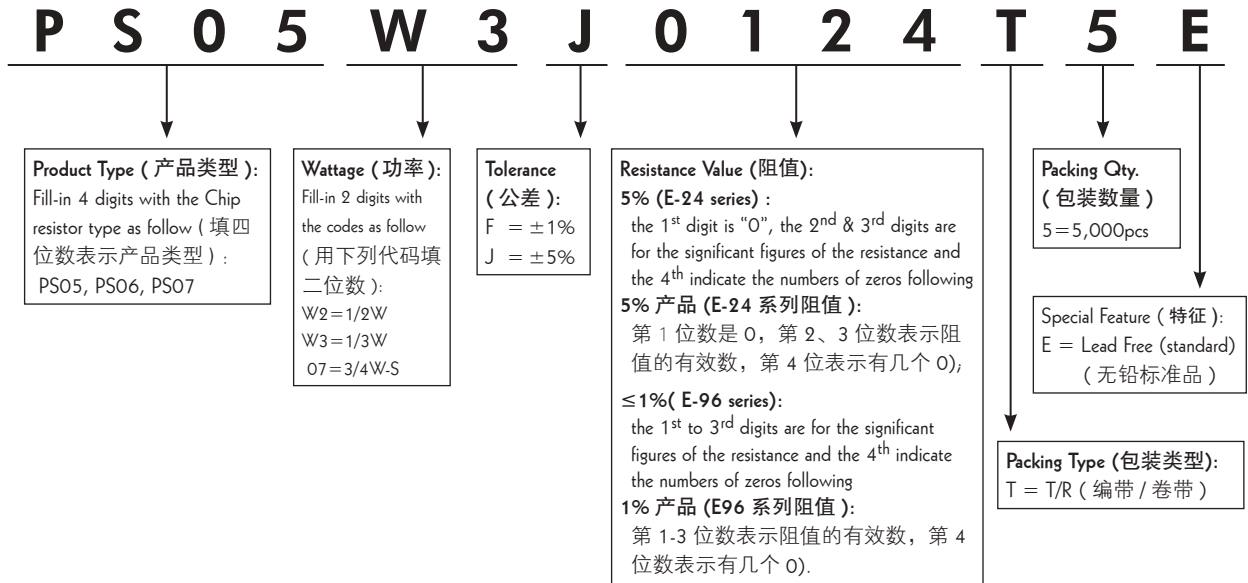 PS05W3J0124T5E
Product Type ( 产品类型 ):
Fill-in 4 digits with the Chip
resistor type as follow ( 填四
位数表示产品类型 ) :
PS05, PS06, PS07
Wattage ( 功率 ):
Fill-in 2 digits with
the codes as follow
( 用下列代码填
二位数 ):
W2=1/2W
W3=1/3W
07=3/4W-S
Tolerance
( 公差 ):
F = ±1%
J = ±5%
Resistance Value (阻值):
5% (E-24 series) :
the 1st digit is “0”, the 2nd & 3rd digits are
for the significant figures of the resistance and
the 4th indicate the numbers of zeros following
5% 产品 (E-24 系列阻值 ):
第 1 位数是 0，第 2、3 位数表示阻
值的有效数，第 4 位表示有几个 0);
≤1%( E-96 series):
the 1st to 3rd digits are for the significant
figures of the resistance and the 4th indicate
the numbers of zeros following
1% 产品 (E96 系列阻值 ):
第 1-3 位数表示阻值的有效数，第 4
位数表示有几个 0).
Packing Qty.
( 包装数量 )
5=5,000pcs
Special Feature ( 特征 ):
E = Lead Free (standard)
( 无铅标准品 )
Packing Type (包装类型):
T = T/R ( 编带 / 卷带 )